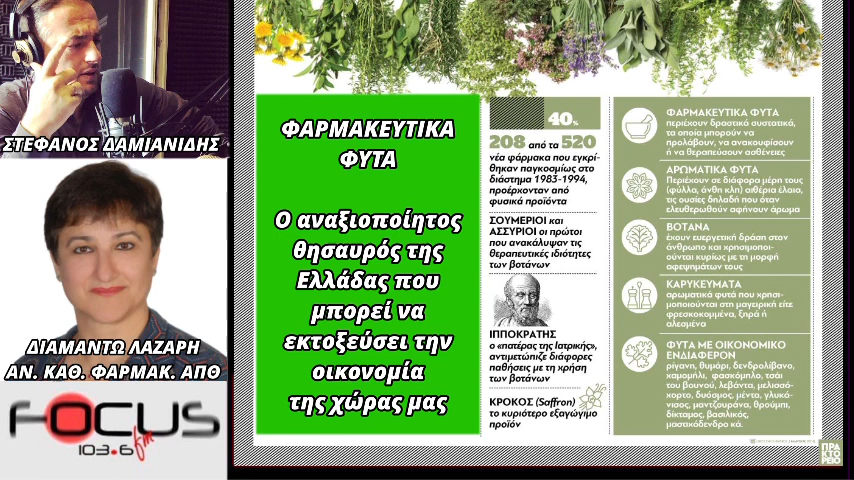 ΣΤΕΦΑΝΟΣ ΔΑΜΙΑΝΙΔΗΣ
ΔΙΑΜΑΝΤΩ ΛΑΖΑΡΗ
ΑΝ. ΚΑΘ. ΦΑΡΜΑΚ. ΑΠΘ
FOCUS
103.6 fm
ΦΑΡΜΑΚΕΥΤΙΚΑ
ΦΥΤΑ
Ο αναξιοποίητος
θησαυρός της
Ελλάδας που
μπορεί να
εκτοξεύσει την
οικονομία
της χώρας μας
40%
208 από τα 520
νέα φάρμακα που εγκρί-
θηκαν παγκοσμίως στο
διάστημα 1983-1994,
προέρχονταν από
φυσικά προϊόντα
ΣΟΥΜΕΡΙΟΙ και
ΑΣΣΥΡΙΟΙ οι πρώτοι
που ανακάλυψαν τις
θεραπευτικές ιδιότητες
των βοτάνων
ΙΠΠΟΚΡΑΤΗΣ
ο «πατέρας της Ιατρικής»,
αντιμετώπιζε διάφορες
παθήσεις με τη χρήση
των βοτάνων
ΚΡΟΚΟΣ (Saffron)
το κυριότερο εξαγώγιμο
προϊόν
ΦΑΡΜΑΚΕΥΤΙΚΑ ΦΥΤΑ
περιέχουν δραστικά συστατικά,
τα οποία μπορούν να
προλάβουν, να ανακουφίσουν
ή να θεραπεύσουν ασθένειες
ΑΡΩΜΑΤΙΚΑ ΦΥΤΑ
Περιέχουν σε διάφορα μέρη τους
(φύλλα, άνθη κλπ) αιθέρια έλαια,
τις ουσίες δηλαδή που όταν
ελευθερωθούν αφήνουν άρωμα
ΒΟΤΑΝΑ
έχουν ευεργετική δράση στον
άνθρωπο και χρησιμοποι-
ούνται κυρίως με τη μορφή
αφεψημάτων τους
ΚΑΡΥΚΕΥΜΑΤΑ
αρωματικά φυτά που χρησι-
μοποιούνται στη μαγειρική είτε
φρεσκοκομμένα, ξηρά ή
αλεσμένα
ΦΥΤΑ ΜΕ ΟΙΚΟΝΟΜΙΚΟ
ΕΝΔΙΑΦΕΡΟΝ
ρίγανη, θυμάρι, δενδρολίβανο,
χαμομήλι, φασκόμηλο, τσάι
του βουνού, λεβάντα, μελισσό-
χορτο, δυόσμος, μέντα, γλυκά-
νισος, μαντζουράνα, θρούμπι,
δίκταμος, βασιλικός,
μαστικόδενδρο κά.
ΠΡΑ
ΚΤΟ
ΡΕΙΟ